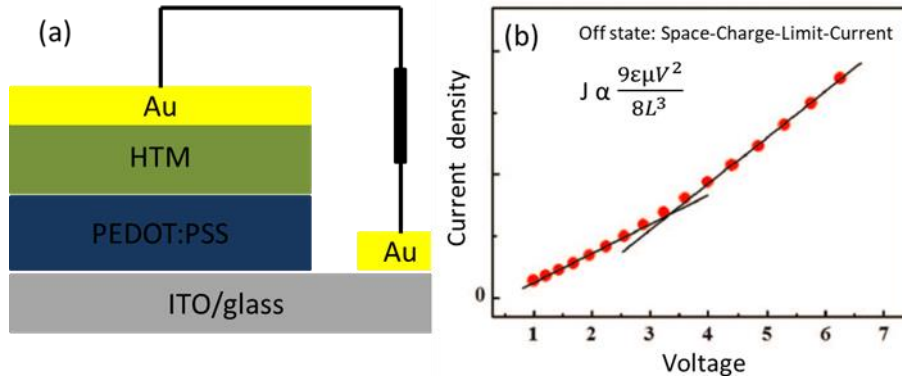 (a)
Au
HTM
PEDOT:PSS
Au
ITO/glass
(b)
Off state: Space-Charge-Limit-Current
J α 9εμV²
8L³
Current density
0
1 2 3 4 5 6 7
Voltage